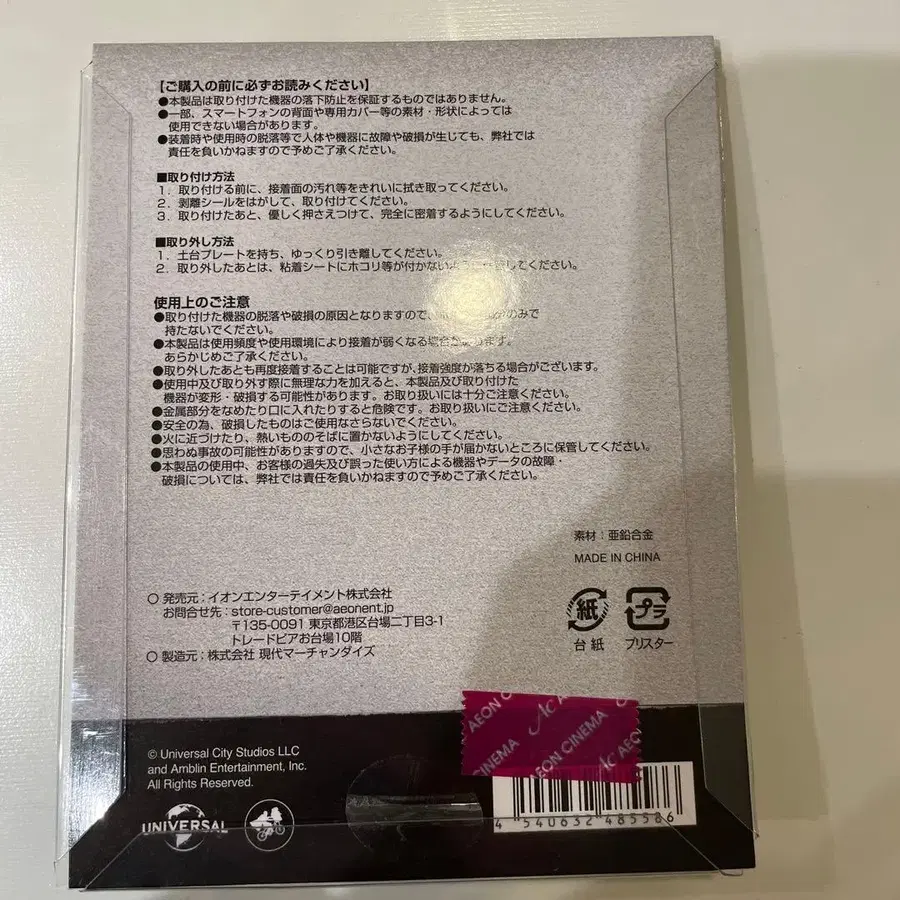 【ご購入の前に必ずお読みください】
●本製品は取り付けた機器の落下防止を保証するものではありません。
●一部、スマートフォンの背面や専用カバー等の素材・形状によっては
使用できない場合があります。
●装着時や使用時の脱落等で人体や機器に故障や破損が生じても、弊社では
責任を負いかねますので予めご了承ください。
■取り付け方法
1. 取り付ける前に、接着面の汚れ等をきれいに拭き取ってください。
2. 剥離シールをはがして、取り付けてください。
3. 取り付けたあと、優しく押さえつけて、完全に密着するようにしてください。
■取り外し方法
1. 土台プレートを持ち、ゆっくり引き離してください。
2. 取り外したあとは、粘着シートにホコリ等が付かないように してください。
使用上のご注意
●取り付けた機器の脱落や破損の原因となりますので、 のみで
持たないでください。
●本製品は使用頻度や使用環境により接着が弱くなる場合があります。
あらかじめご了承ください。
●取り外したあとも再度接着することは可能ですが、接着強度が落ちる場合がございます。
●使用中及び取り外す際に無理な力を加えると、本製品及び取り付けた
機器が変形・破損する可能性があります。お取り扱いには十分ご注意ください。
●金属部分をなめたり口に入れたりすると危険です。お取り扱いにご注意ください。
●安全の為、破損したものはご使用なさらないでください。
●火に近づけたり、熱いもののそばに置かないようにしてください。
●思わぬ事故の可能性がありますので、小さなお子様の手が届かないところに保管してください。
●本製品の使用中、お客様の過失及び誤った使い方による機器やデータの故障・
破損については、弊社では責任を負いかねますので予めご了承ください。
素材：亜鉛合金
MADE IN CHINA
○ 発売元：イオンエンターテイメント株式会社
お問合せ先：store-customer@aeonent.jp
〒135-0091 東京都港区台場二丁目3-1
トレードピアお台場10階
○ 製造元：株式会社 現代マーチャンダイズ
紙
台紙
プラ
ブリスター
AEON CINEMA
Ac AEON
CINEMA
AEON CINEMA
Ac
© Universal City Studios LLC
and Amblin Entertainment, Inc.
All Rights Reserved.
UNIVERSAL
4 540632 485586